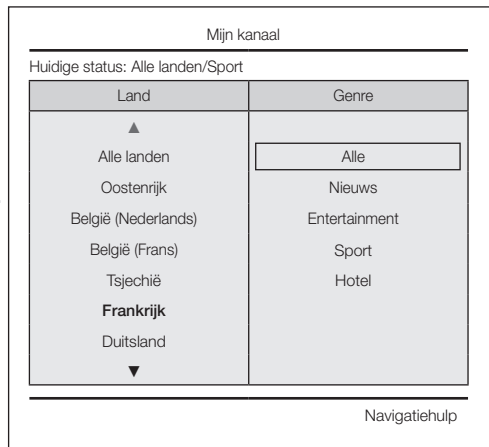 Mijn kanaal
Huidige status: Alle landen/Sport
Land Genre
▲
Alle landen Alle
Oostenrijk Nieuws
België (Nederlands) Entertainment
België (Frans) Sport
Tsjechië Hotel
Frankrijk
Duitsland
▼
Navigatiehulp